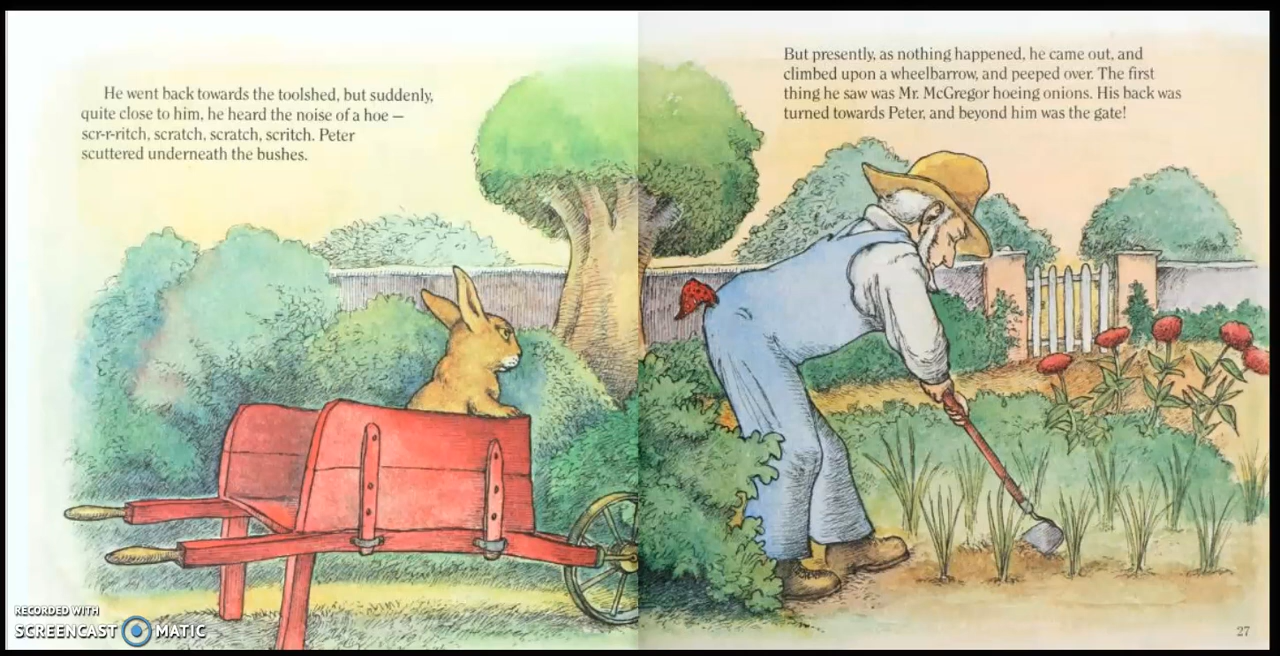 He went back towards the toolshed, but suddenly,
quite close to him, he heard the noise of a hoe —
scr-r-ritch, scratch, scratch, scritch. Peter
scuttered underneath the bushes.
But presently, as nothing happened, he came out, and
climbed upon a wheelbarrow, and peeped over. The first
thing he saw was Mr. McGregor hoeing onions. His back was
turned towards Peter, and beyond him was the gate!
27
RECORDED WITH
SCREENCAST MATIC